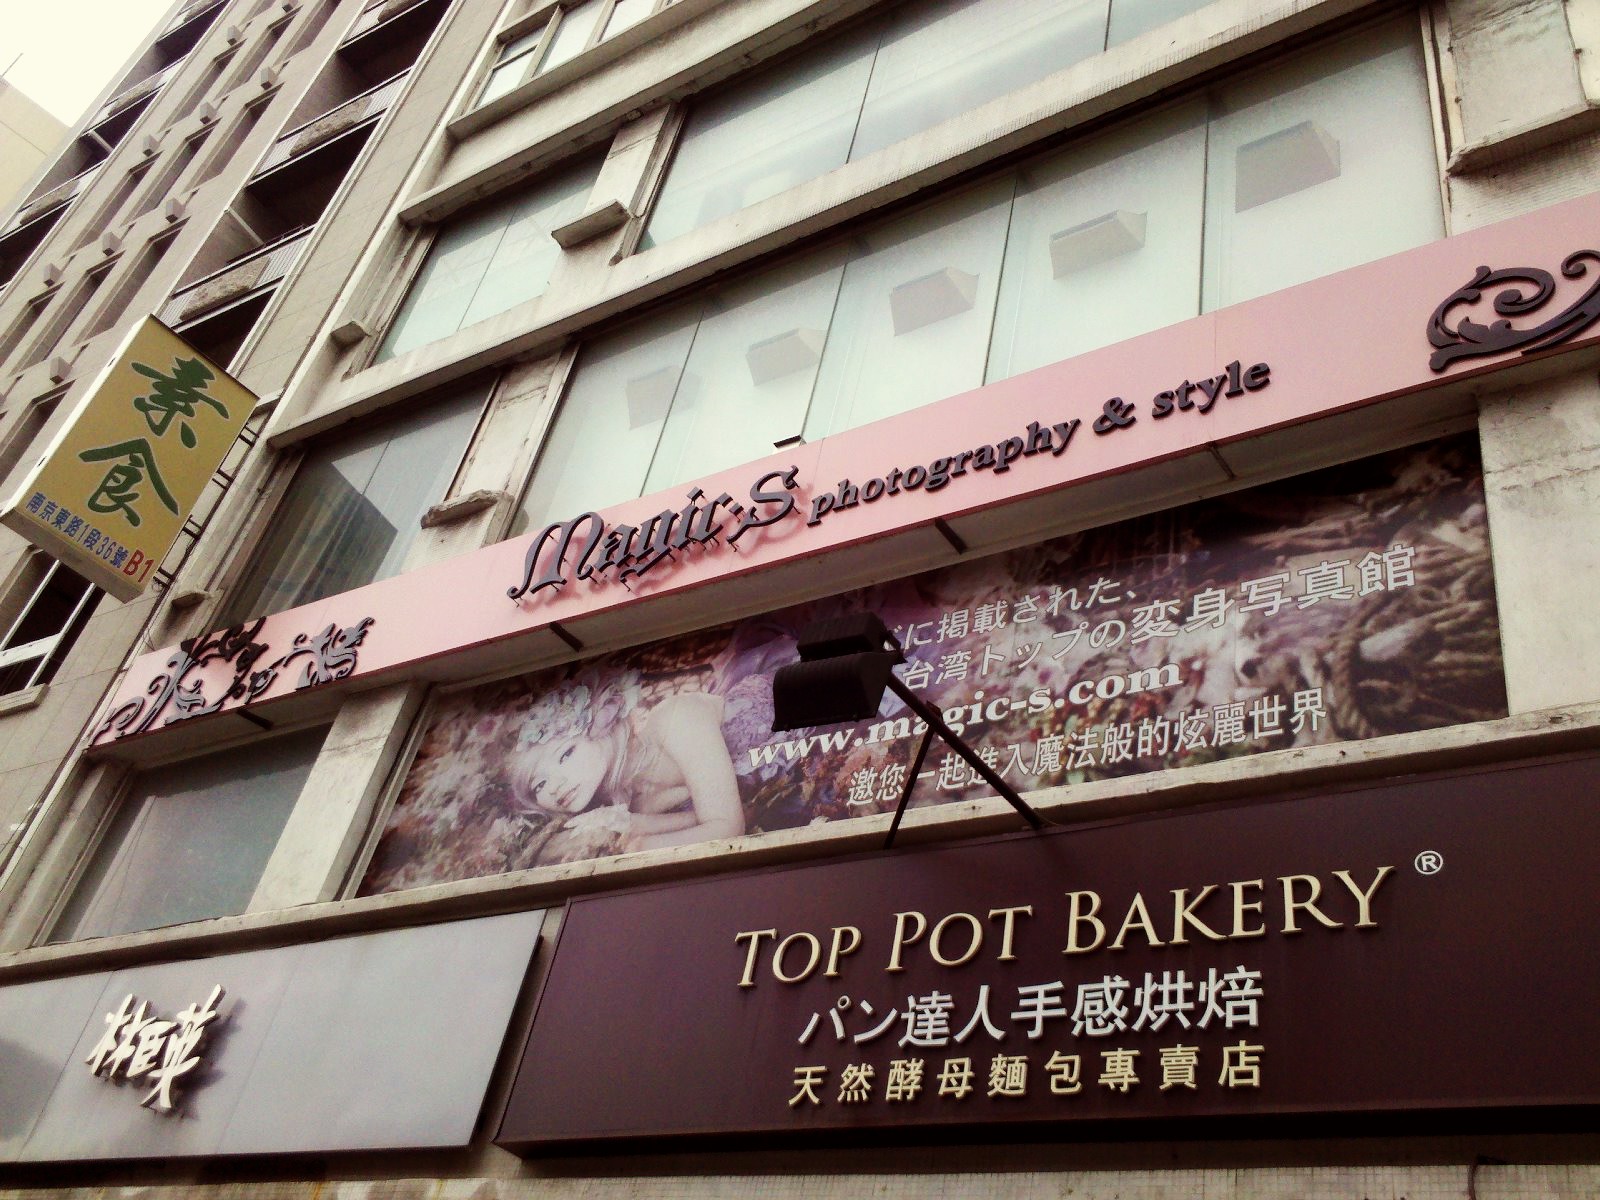 素食
南京東路1段36號B1
Magic-S photography & style
に掲載された、
台湾トップの変身写真館
www.magic-s.com
邀您一起進入魔法般的炫麗世界
TOP POT BAKERY®
パン達人手感烘焙
天然酵母麵包專賣店